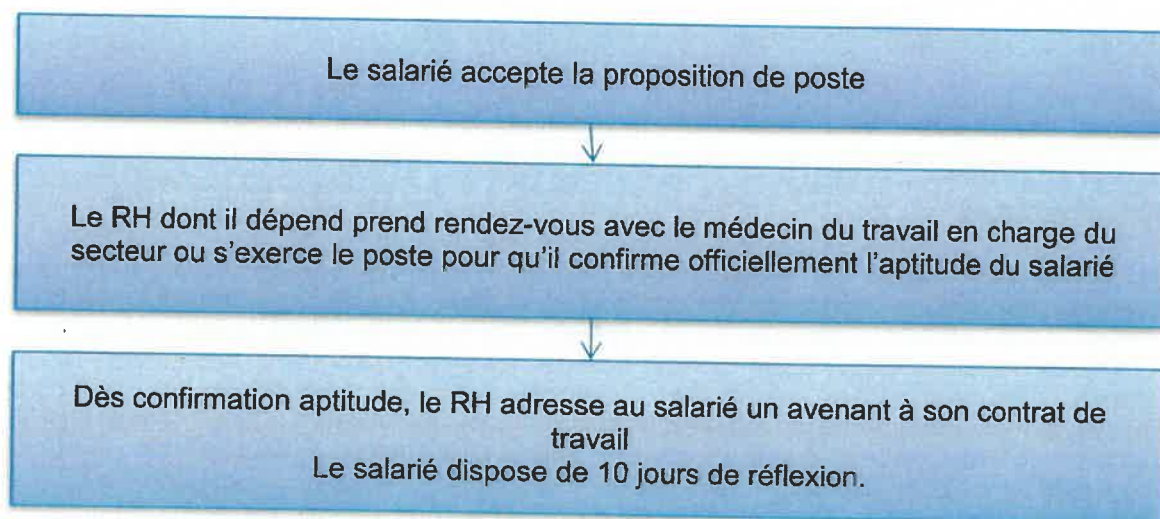 Le salarié accepte la proposition de poste
Le RH dont il dépend prend rendez-vous avec le médecin du travail en charge du
secteur ou s'exerce le poste pour qu'il confirme officiellement l'aptitude du salarié
Dès confirmation aptitude, le RH adresse au salarié un avenant à son contrat de
travail
Le salarié dispose de 10 jours de réflexion.